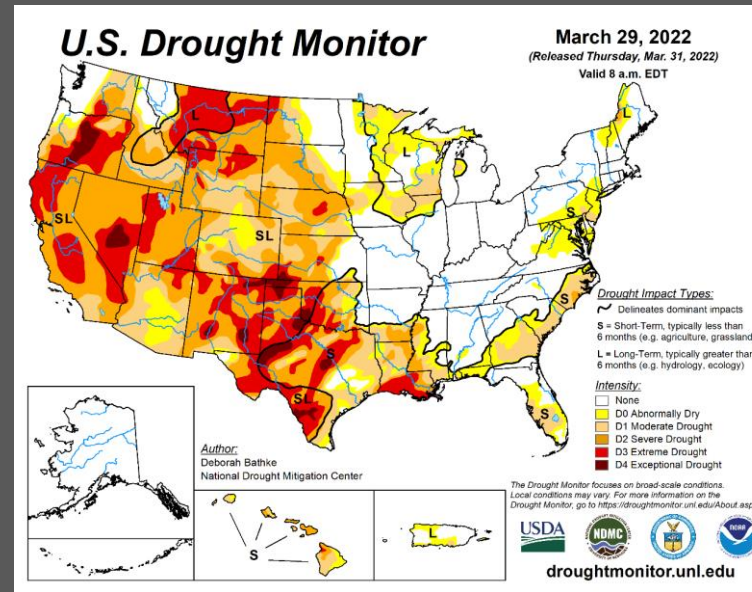 U.S. Drought Monitor
March 29, 2022
(Released Thursday, Mar. 31, 2022)
Valid 8 a.m. EDT
L
L
L
S
SL
SL
S
S
SL
S
Drought Impact Types:
Delineates dominant impacts
S = Short-Term, typically less than
6 months (e.g. agriculture, grassland
L = Long-Term, typically greater than
6 months (e.g. hydrology, ecology)
Intensity:
None
D0 Abnormally Dry
D1 Moderate Drought
D2 Severe Drought
D3 Extreme Drought
D4 Exceptional Drought
Author:
Deborah Bathke
National Drought Mitigation Center
S
L
The Drought Monitor focuses on broad-scale conditions.
Local conditions may vary. For more information on the
Drought Monitor, go to https://droughtmonitor.unl.edu/About.asp
USDA
NDMC
NOAA
droughtmonitor.unl.edu